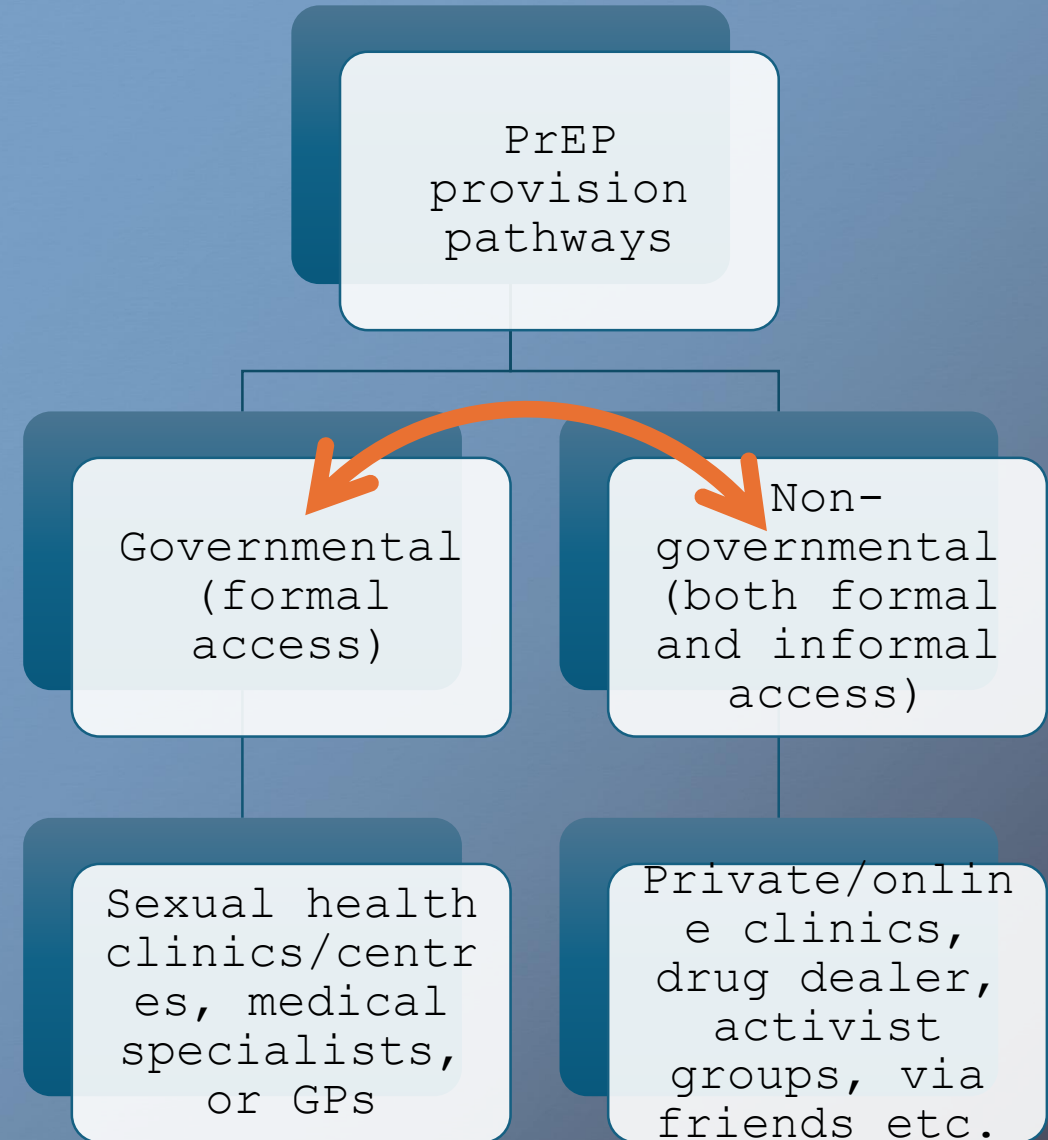 PrEP
provision
pathways
Governmental
(formal
access)
Non-
governmental
(both formal
and informal
access)
Sexual health
clinics/centr
es, medical
specialists,
or GPs
Private/onlin
e clinics,
drug dealer,
activist
groups, via
friends etc.